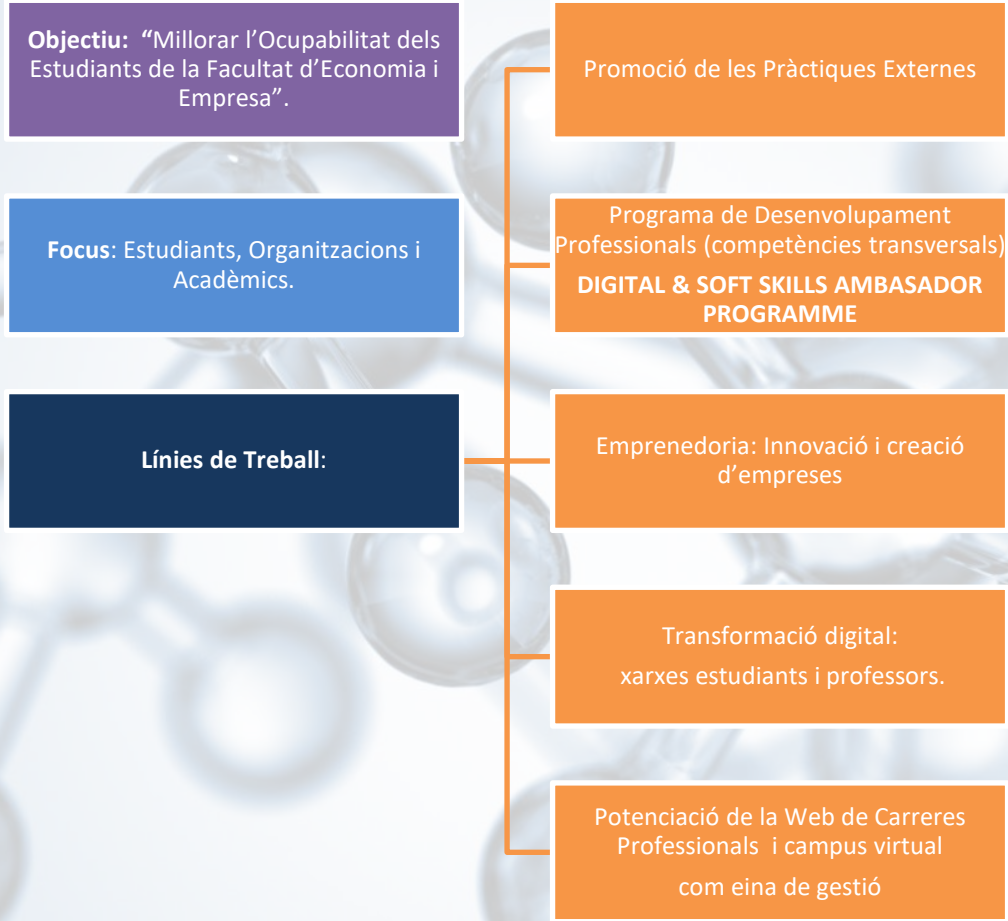 Objectiu: “Millorar l’Ocupabilitat dels
Estudiants de la Facultat d’Economia i
Empresa”.
Focus: Estudiants, Organitzacions i
Acadèmics.
Línies de Treball:
Promoció de les Pràctiques Externes
Programa de Desenvolupament
Professionals (competències transversals)
DIGITAL & SOFT SKILLS AMBASADOR
PROGRAMME
Emprenedoria: Innovació i creació
d’empreses
Transformació digital:
xarxes estudiants i professors.
Potenciació de la Web de Carreres
Professionals i campus virtual
com eina de gestió